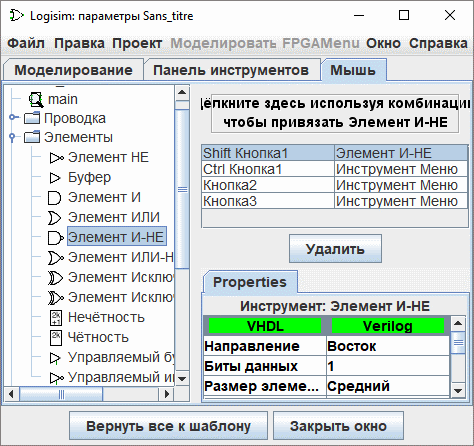 Logisim: параметры Sans_titre
Файл Правка Проект Моделировать FPGAMenu Окно Справка
Моделирование Панель инструментов Мышь
main
Проводка
Элементы
Элемент НЕ
Буфер
Элемент И
Элемент ИЛИ
Элемент И-НЕ
Элемент ИЛИ-Н
Элемент Исклю
Элемент Исклю
Нечётность
Чётность
Управляемый бу
Управляемый ин
щёлкните здесь используя комбинаци
чтобы привязать Элемент И-НЕ
Shift Кнопка1 Элемент И-НЕ
Ctrl Кнопка1 Инструмент Меню
Кнопка2 Инструмент Меню
Кнопка3 Инструмент Меню
Удалить
Properties
Инструмент: Элемент И-НЕ
VHDL Verilog
Направление Восток
Биты данных 1
Размер элеме... Средний
Вернуть все к шаблону Закрыть окно